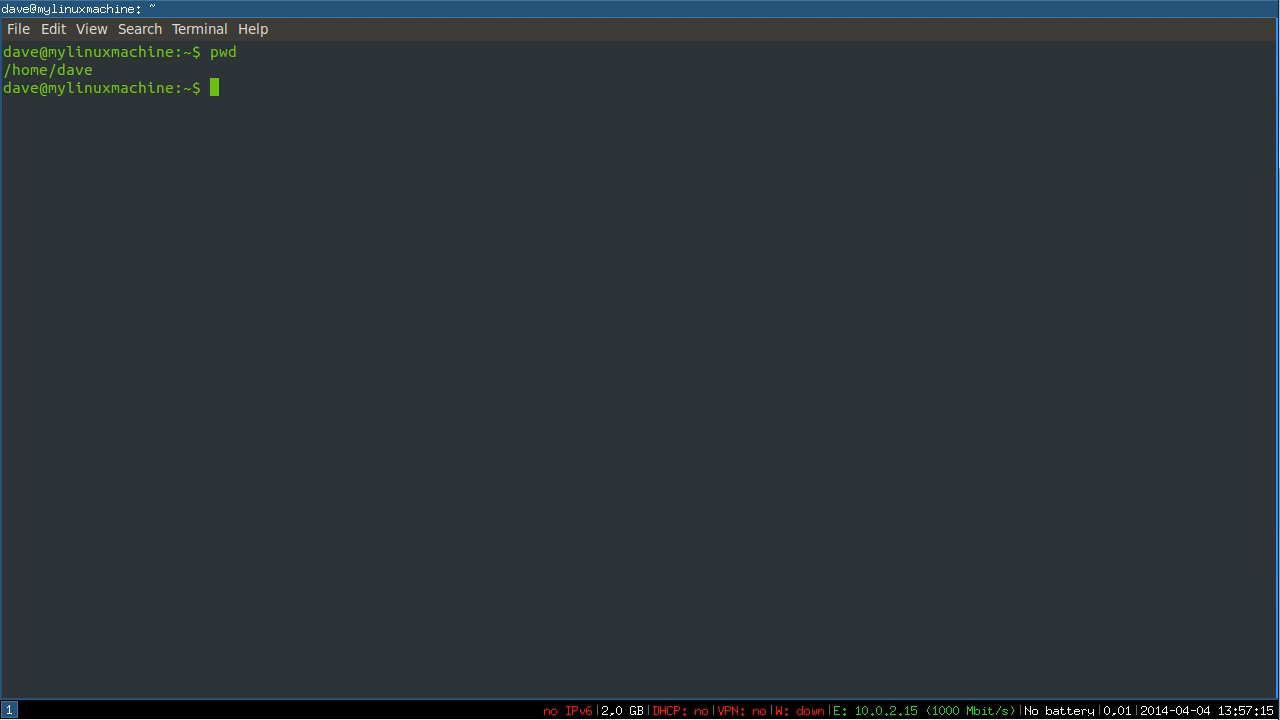 dave@mylinuxmachine: ~
File Edit View Search Terminal Help
dave@mylinuxmachine:~$ pwd
/home/dave
dave@mylinuxmachine:~$
1 no IPv6|2,0 GB|DHCP: no|VPN: no|W: down|E: 10.0.2.15 (1000 Mbit/s)|No battery|0,01|2014-04-04 13:57:15